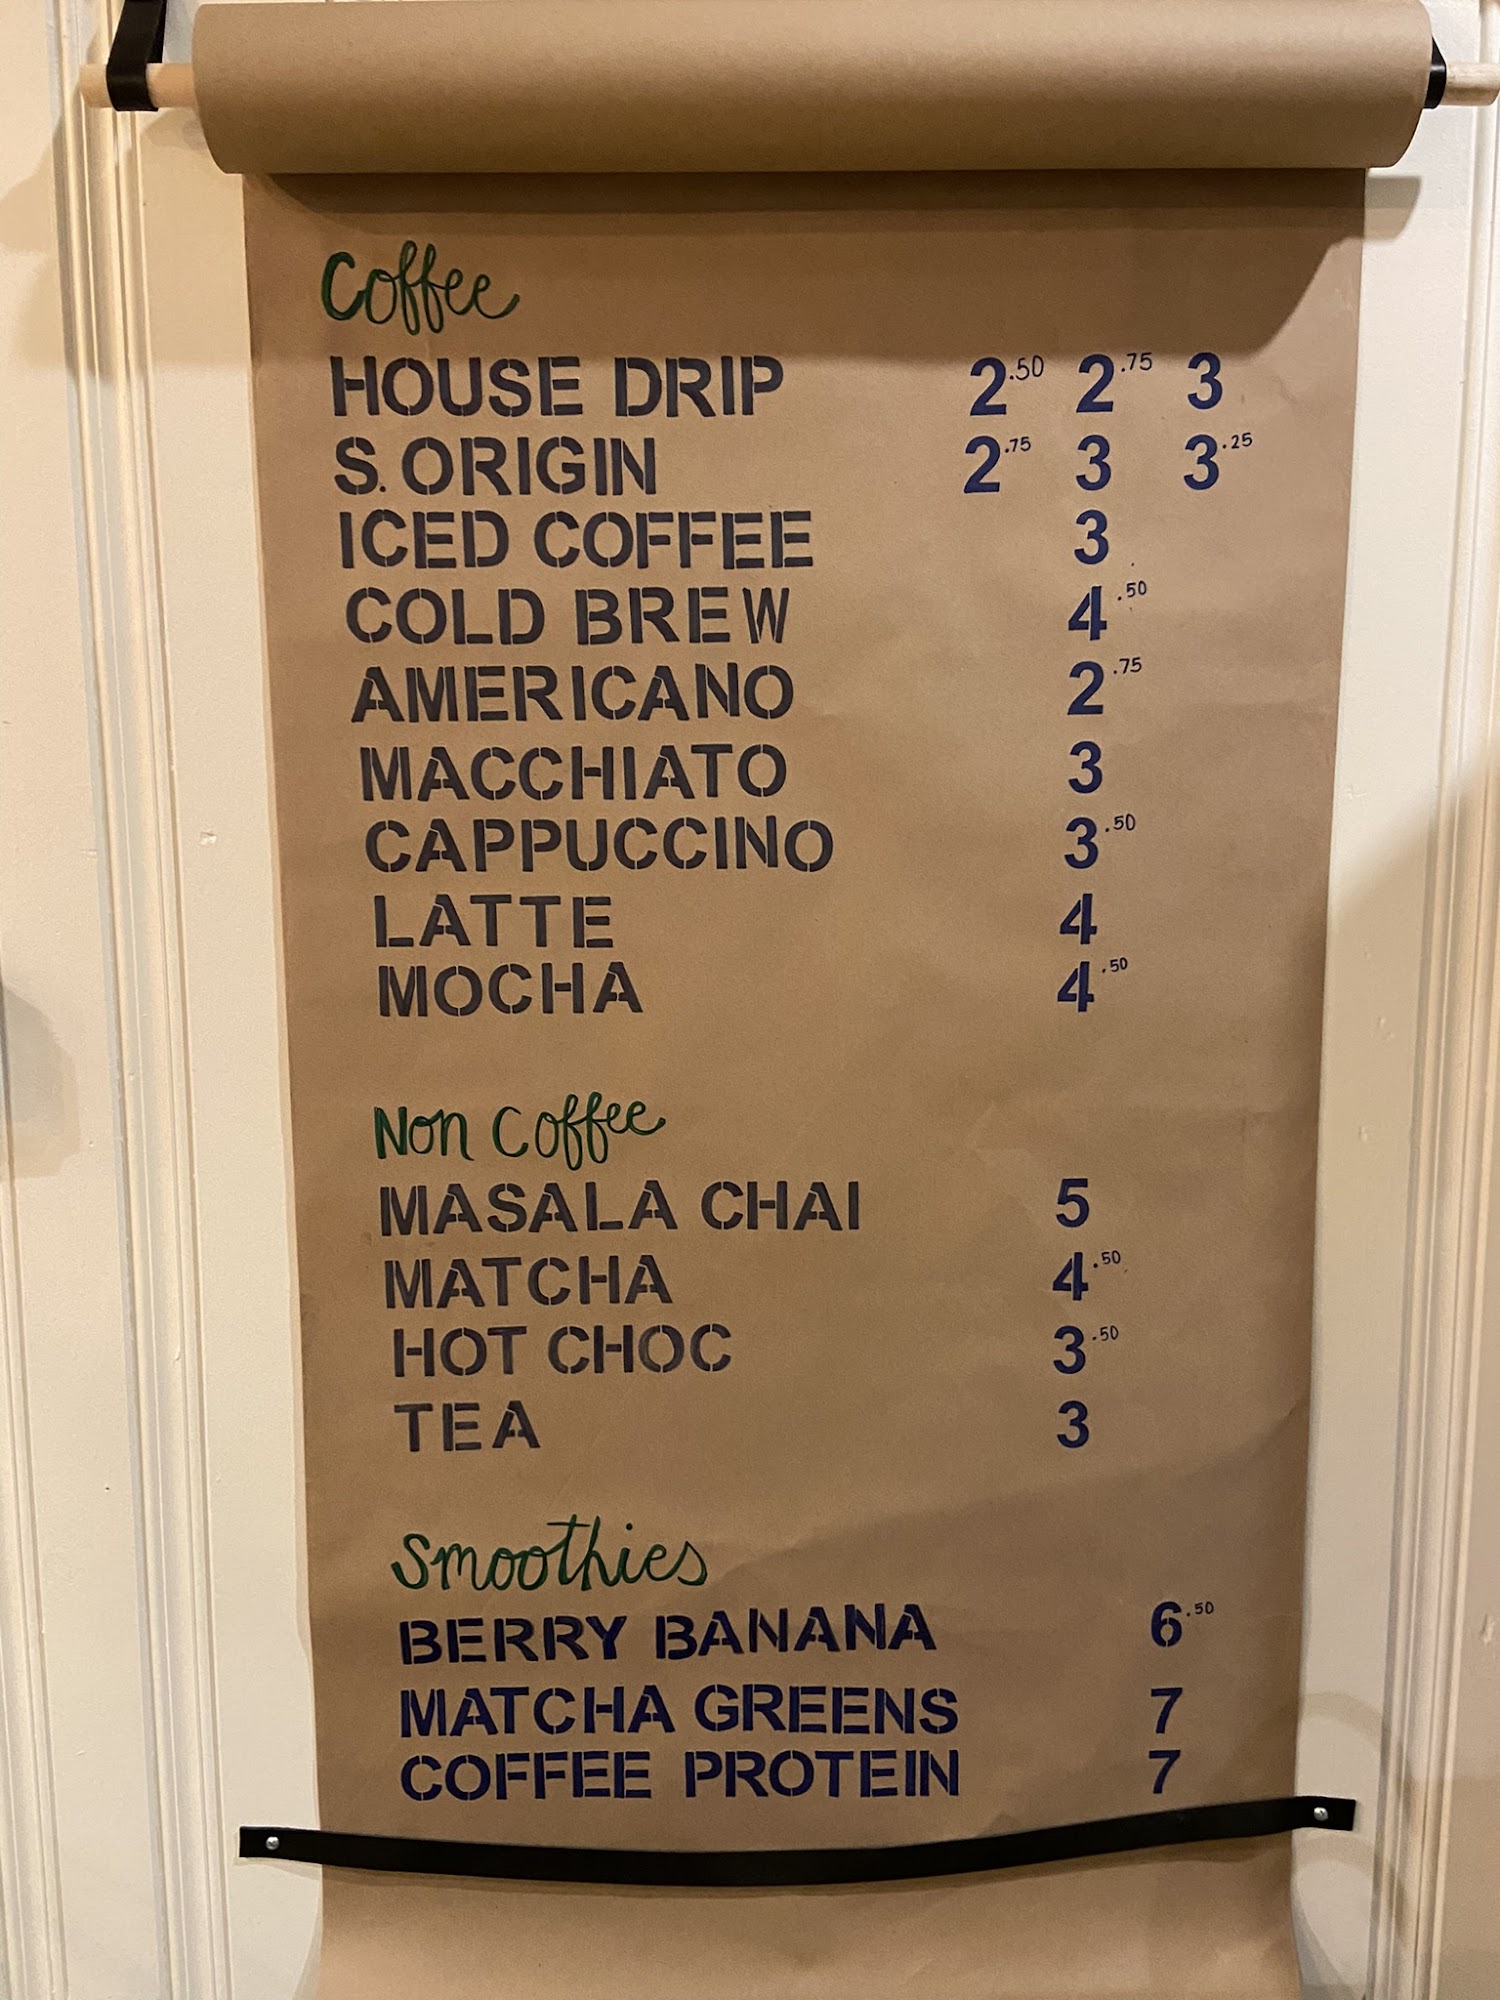 Coffee
HOUSE DRIP 2.50 2.75 3
S. ORIGIN 2.75 3 3.25
ICED COFFEE 3
COLD BREW 4.50
AMERICANO 2.75
MACCHIATO 3
CAPPUCCINO 3.50
LATTE 4
MOCHA 4.50
Non Coffee
MASALA CHAI 5
MATCHA 4.50
HOT CHOC 3.50
TEA 3
Smoothies
BERRY BANANA 6.50
MATCHA GREENS 7
COFFEE PROTEIN 7